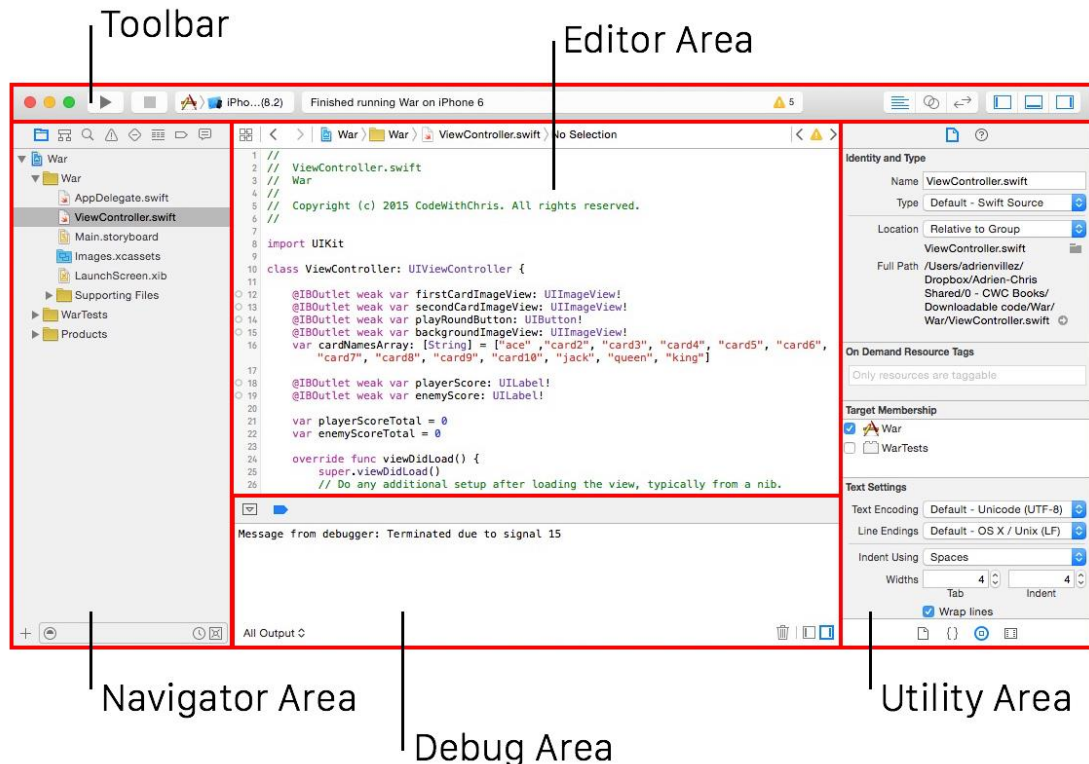 Toolbar
Editor Area
iPho...(8.2)
Finished running War on iPhone 6
5
War
War
AppDelegate.swift
ViewController.swift
Main.storyboard
Images.xcassets
LaunchScreen.xib
Supporting Files
WarTests
Products
War
War
ViewController.swift
No Selection
1 //
2 //  ViewController.swift
3 //  War
4 //
5 //  Copyright (c) 2015 CodeWithChris. All rights reserved.
6 //
7
8 import UIKit
9
10 class ViewController: UIViewController {
11
12     @IBOutlet weak var firstCardImageView: UIImageView!
13     @IBOutlet weak var secondCardImageView: UIImageView!
14     @IBOutlet weak var playRoundButton: UIButton!
15     @IBOutlet weak var backgroundImageView: UIImageView!
16     var cardNamesArray: [String] = ["ace" ,"card2", "card3", "card4", "card5", "card6",
"card7", "card8", "card9", "card10", "jack", "queen", "king"]
17
18     @IBOutlet weak var playerScore: UILabel!
19     @IBOutlet weak var enemyScore: UILabel!
20
21     var playerScoreTotal = 0
22     var enemyScoreTotal = 0
23
24     override func viewDidLoad() {
25         super.viewDidLoad()
26         // Do any additional setup after loading the view, typically from a nib.
Message from debugger: Terminated due to signal 15
All Output
Identity and Type
Name ViewController.swift
Type Default - Swift Source
Location Relative to Group
ViewController.swift
Full Path /Users/adrienvillez/
Dropbox/Adrien-Chris
Shared/0 - CWC Books/
Downloadable code/War/
War/ViewController.swift
On Demand Resource Tags
Only resources are taggable
Target Membership
War
WarTests
Text Settings
Text Encoding Default - Unicode (UTF-8)
Line Endings Default - OS X / Unix (LF)
Indent Using Spaces
Widths 4 4
Tab Indent
Wrap lines
Navigator Area
Debug Area
Utility Area